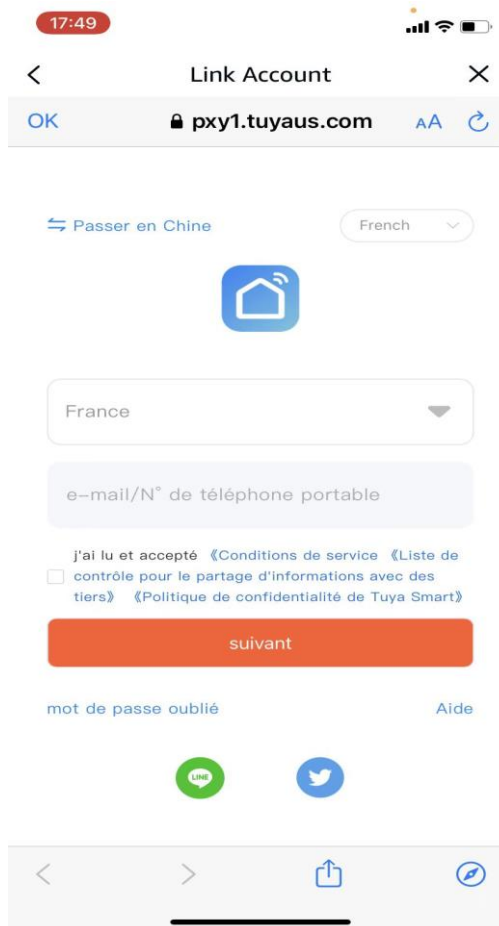 17:49
Link Account
OK pxy1.tuyaus.com AA
Passer en Chine French
France
e-mail/N° de téléphone portable
j'ai lu et accepté 《Conditions de service 《Liste de
contrôle pour le partage d'informations avec des
tiers》 《Politique de confidentialité de Tuya Smart》
suivant
mot de passe oublié Aide
LINE